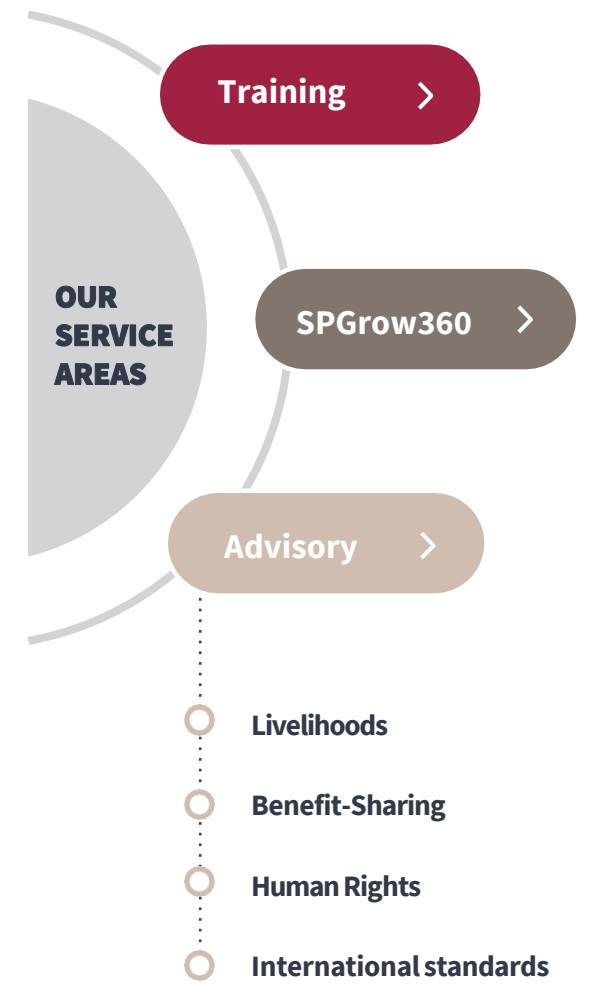 Training
OUR
SERVICE
AREAS
SPGrow360
Advisory
Livelihoods
Benefit-Sharing
Human Rights
International standards